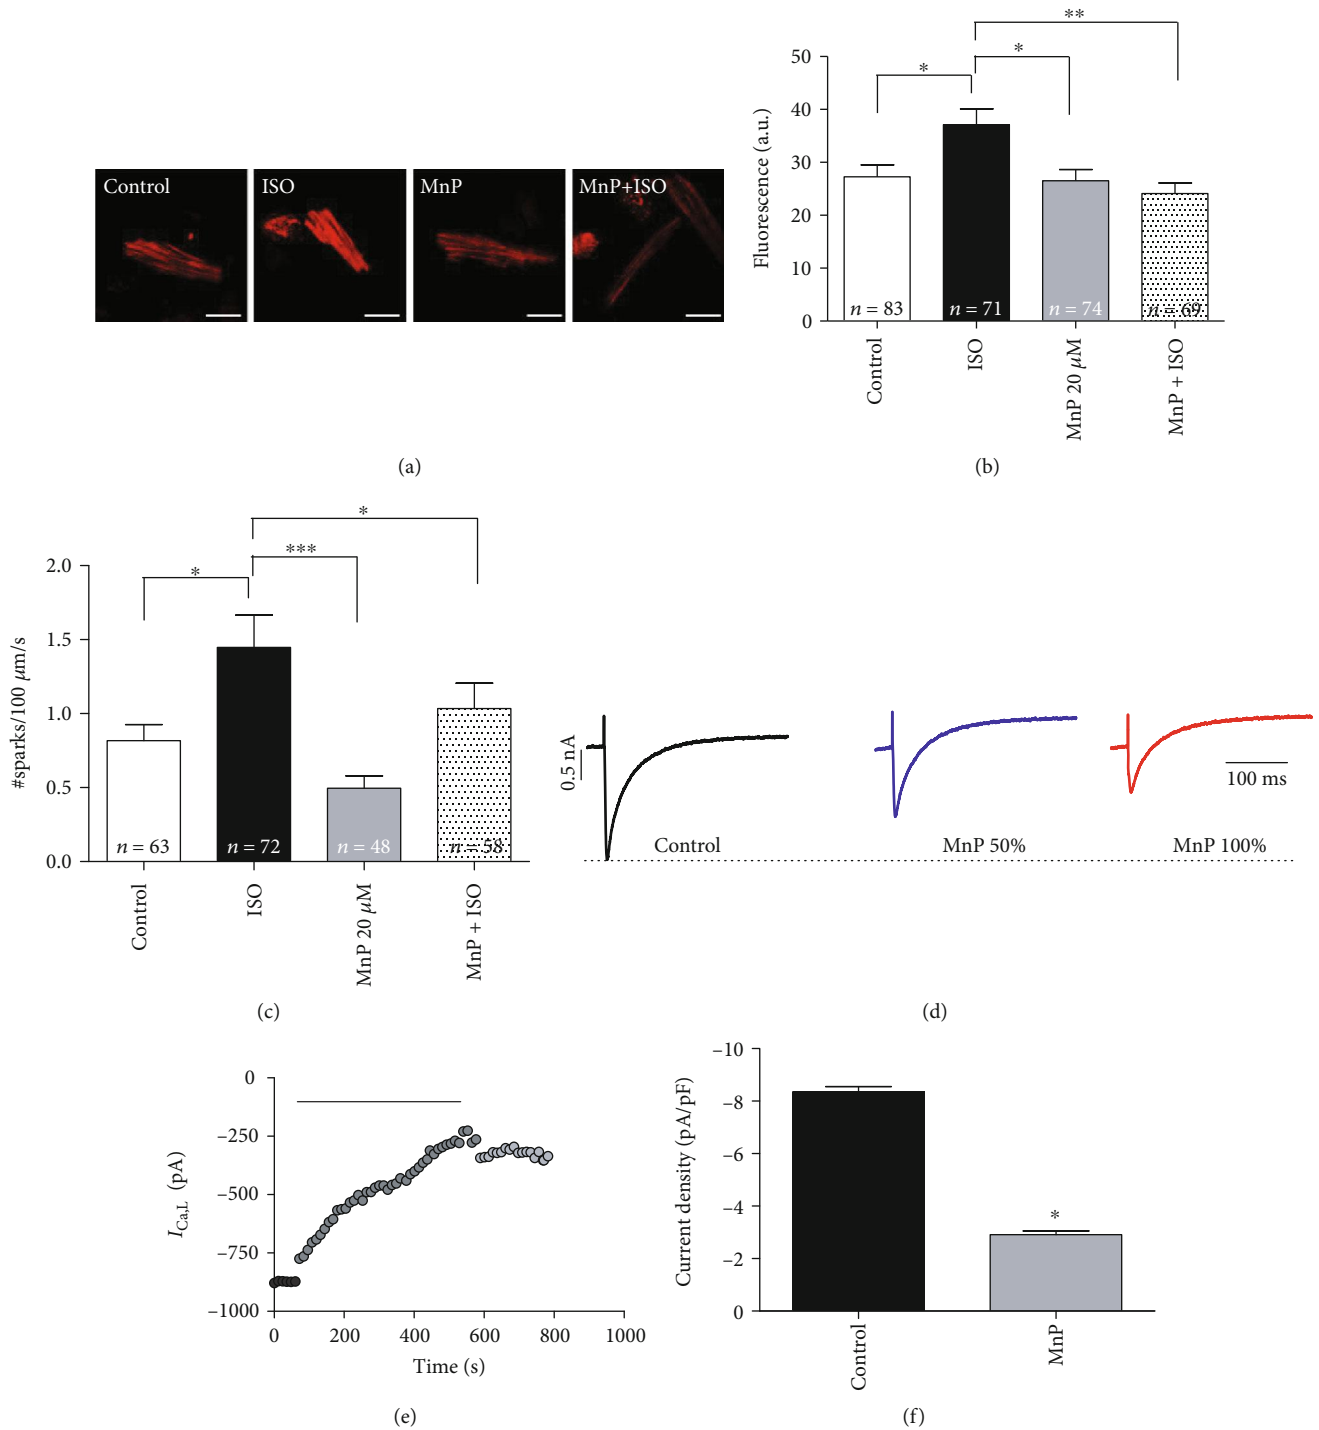 Control
ISO
MnP
MnP+ISO
(a)
**
*
*
50
40
30
20
10
0
Fluorescence (a.u.)
n = 83
n = 71
n = 74
n = 69
Control
ISO
MnP 20 μM
MnP + ISO
(b)
*
***
*
2.0
1.5
1.0
0.5
0.0
#sparks/100 μm/s
n = 63
n = 72
n = 48
n = 58
Control
ISO
MnP 20 μM
MnP + ISO
(c)
0.5 nA
100 ms
Control
MnP 50%
MnP 100%
(d)
0
−250
−500
−750
−1000
I Ca,L (pA)
0 200 400 600 800 1000
Time (s)
(e)
−10
−8
−6
−4
−2
0
Current density (pA/pF)
*
Control
MnP
(f)